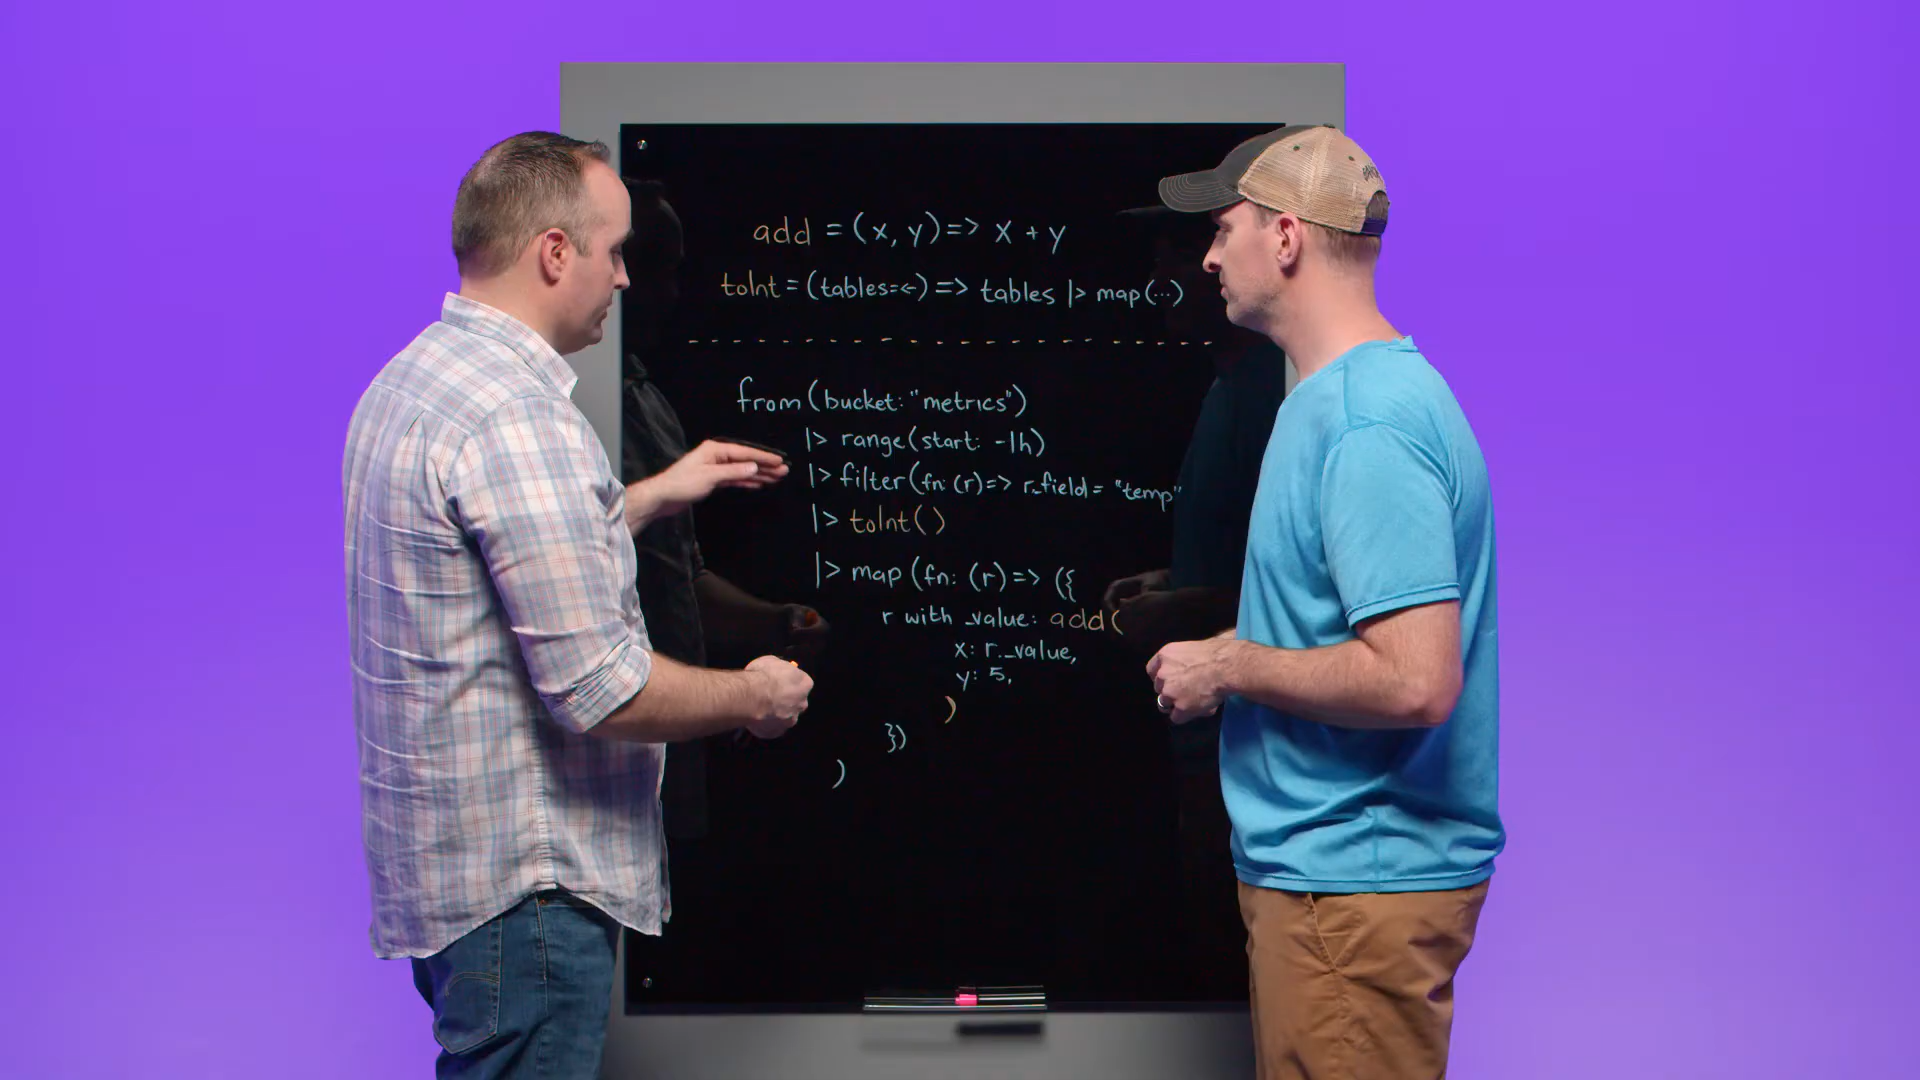 add = (x, y) => x + y
toInt = (tables=<-) => tables |> map(...)
from(bucket: "metrics")
|> range(start: -1h)
|> filter(fn: (r) => r._field = "temp"
|> toInt()
|> map(fn: (r) => ({
r with _value: add(
x: r._value,
y: 5,
)
})
)